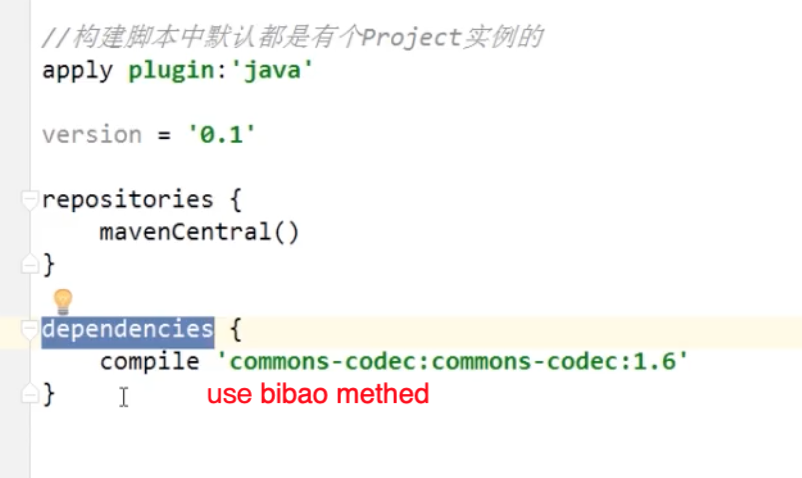 //构建脚本中默认都是有个Project实例的
apply plugin:'java'
version = '0.1'
repositories {
mavenCentral()
}
dependencies {
compile 'commons-codec:commons-codec:1.6'
}
use bibao methed